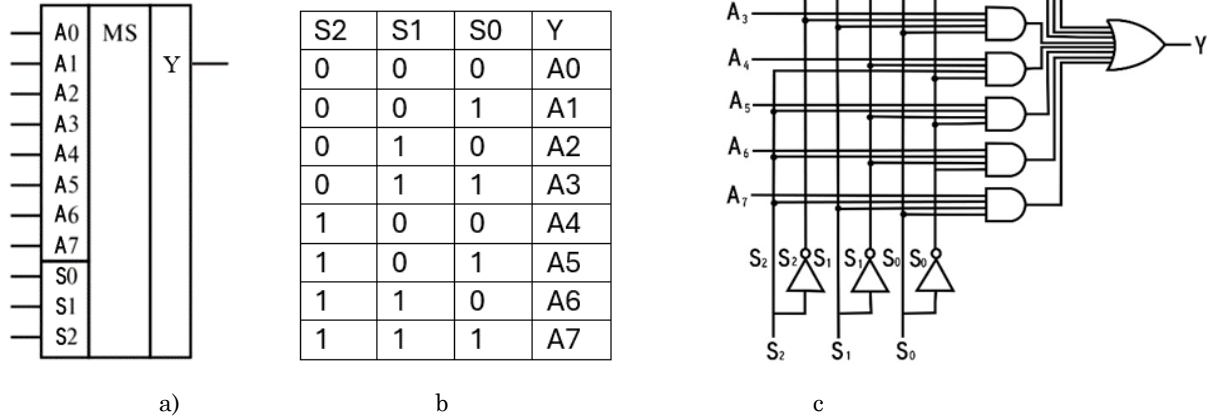 A0 MS
A1 Y
A2
A3
A4
A5
A6
A7
S0
S1
S2
a)
S2 S1 S0 Y
0 0 0 A0
0 0 1 A1
0 1 0 A2
0 1 1 A3
1 0 0 A4
1 0 1 A5
1 1 0 A6
1 1 1 A7
b
A₃
A₄
Y
A₅
A₆
A₇
S₂ S₂ S₁ S₁ S₀ S₀
S₂ S₁ S₀
c